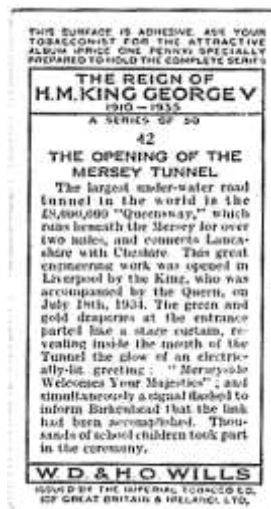 THIS SURFACE IS ADHESIVE. ASK YOUR
TOBACCONIST FOR THE ATTRACTIVE
ALBUM (PRICE ONE PENNY) SPECIALLY
PREPARED TO HOLD THE COMPLETE SERIES
THE REIGN OF
H.M. KING GEORGE V
1910–1935
A SERIES OF 50
42
THE OPENING OF THE
MERSEY TUNNEL
The largest under-water road
tunnel in the world is the
£8,000,000 "Queensway," which
runs beneath the Mersey for over
two miles, and connects Lanca-
shire with Cheshire. This great
engineering work was opened in
Liverpool by the King, who was
accompanied by the Queen, on
July 18th, 1934. The green and
gold draperies at the entrance
parted like a stage curtain, re-
vealing inside the mouth of the
Tunnel the glow of an electric-
ally-lit greeting: "Merseyside
Welcomes Your Majesties"; and
simultaneously a signal flashed to
inform Birkenhead that the link
had been accomplished. Thou-
sands of school children took part
in the ceremony.
W.D. & H.O. WILLS
ISSUED BY THE IMPERIAL TOBACCO CO.
(OF GREAT BRITAIN & IRELAND), LTD.